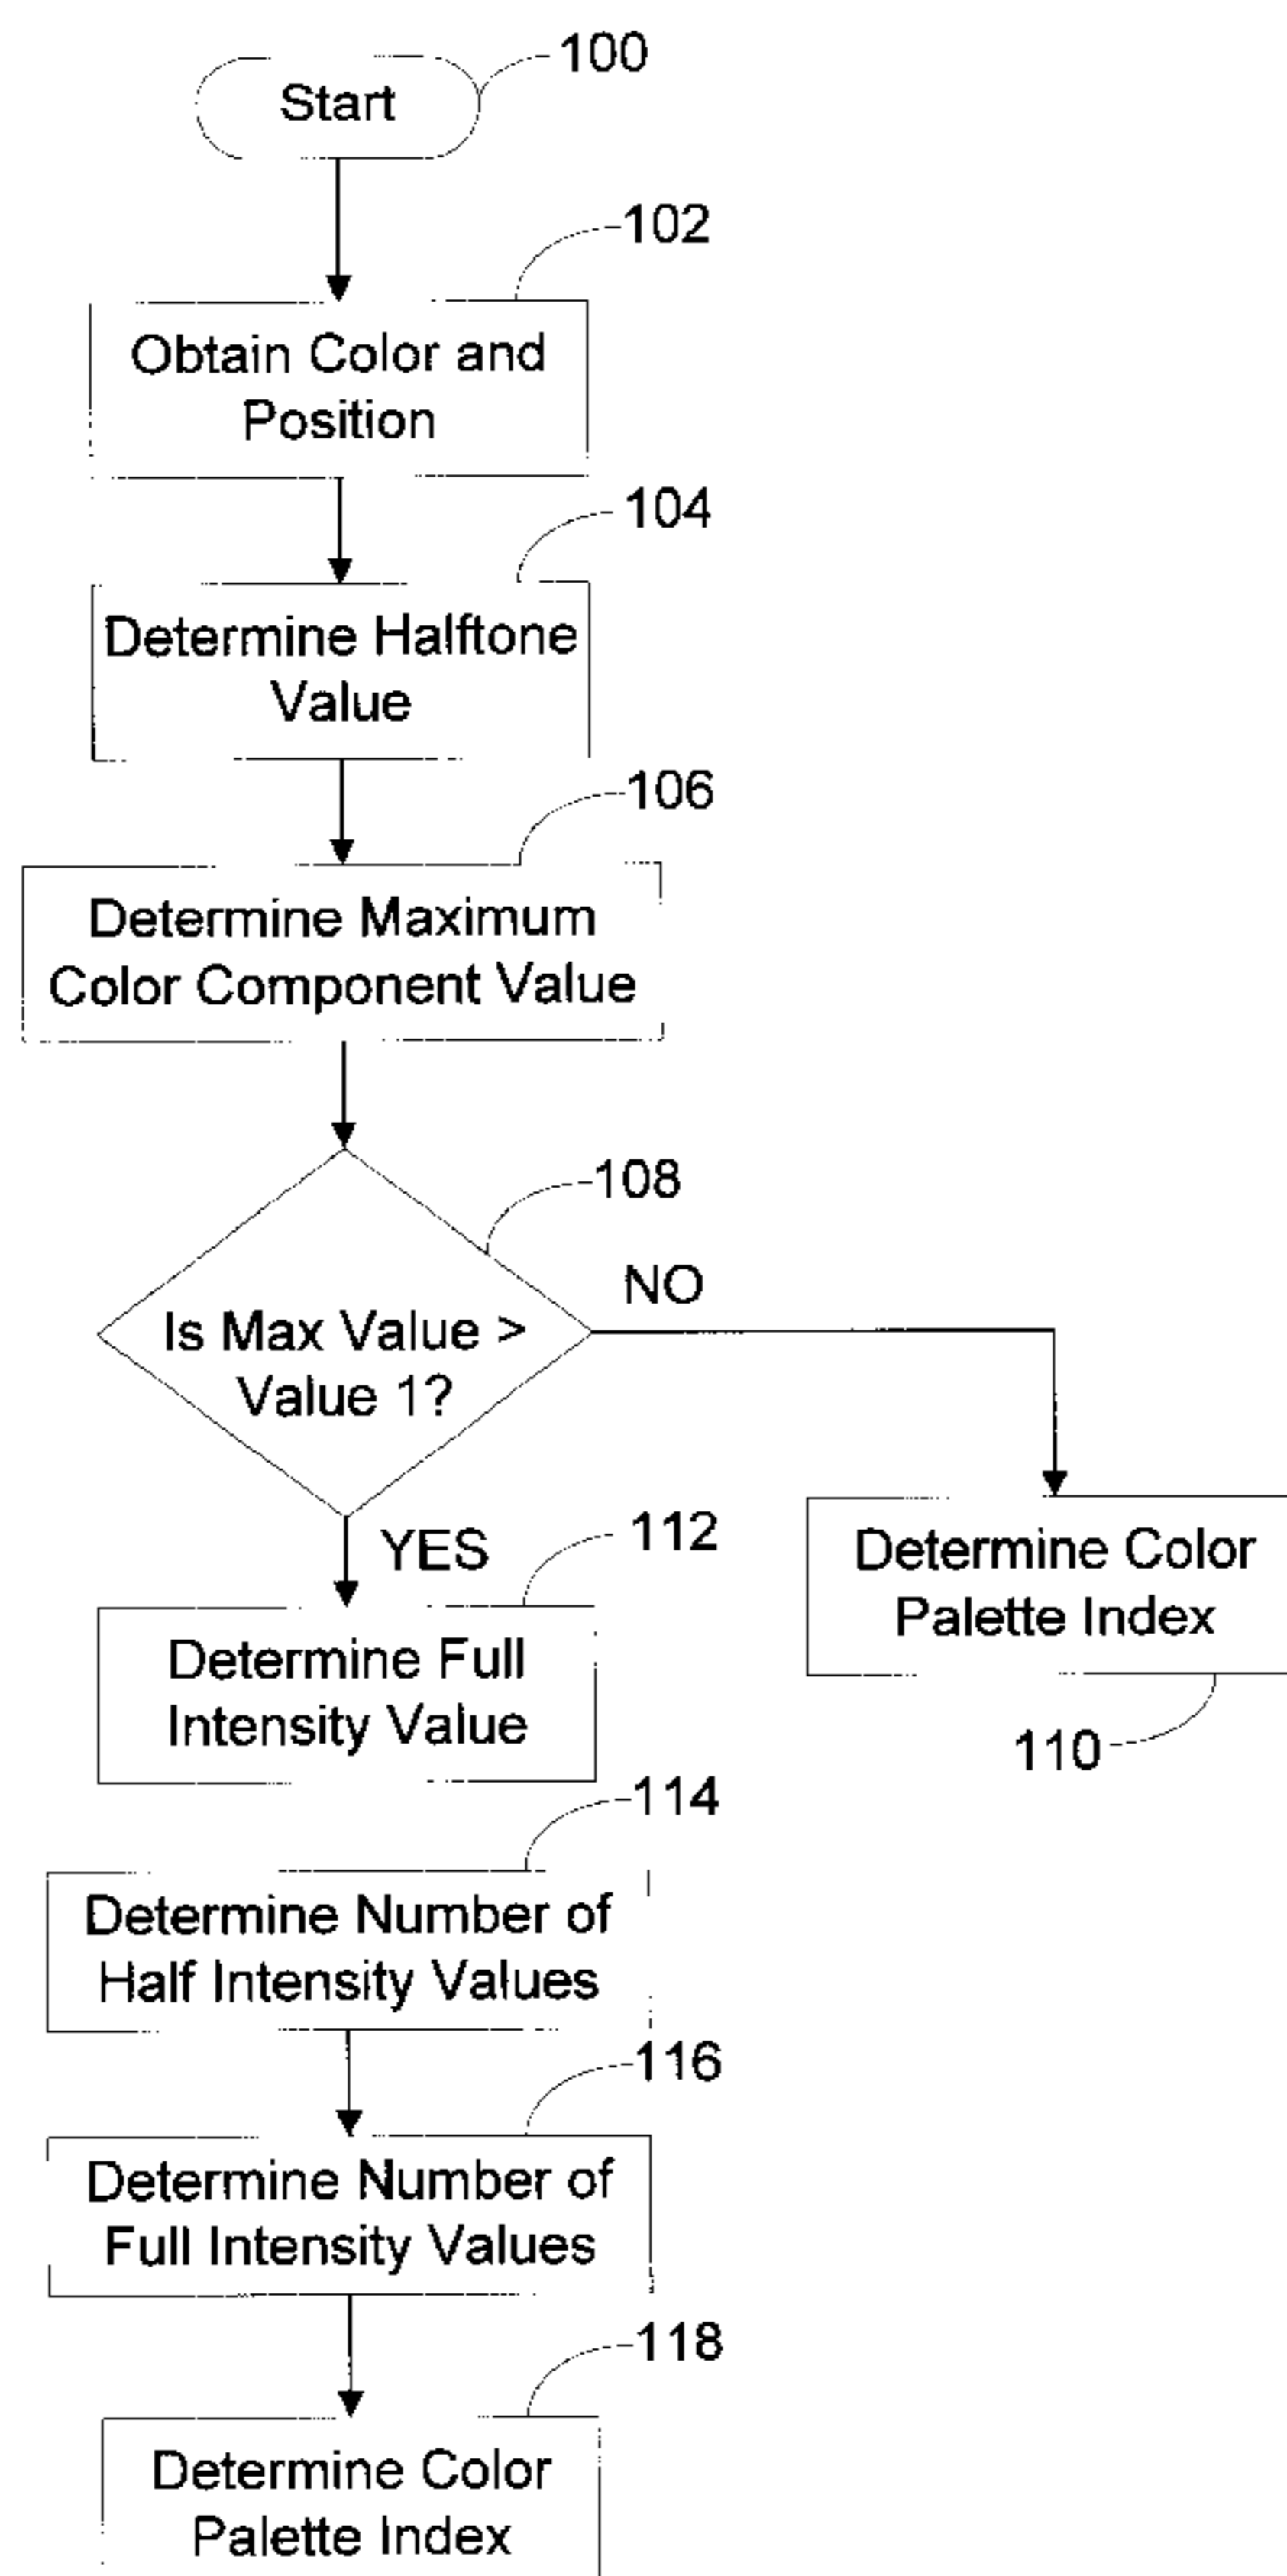 100
Start
102
Obtain Color and
Position
104
Determine Halftone
Value
106
Determine Maximum
Color Component Value
108
Is Max Value >
Value 1?
NO
YES
112
Determine Full
Intensity Value
Determine Color
Palette Index
110
114
Determine Number of
Half Intensity Values
116
Determine Number of
Full Intensity Values
118
Determine Color
Palette Index